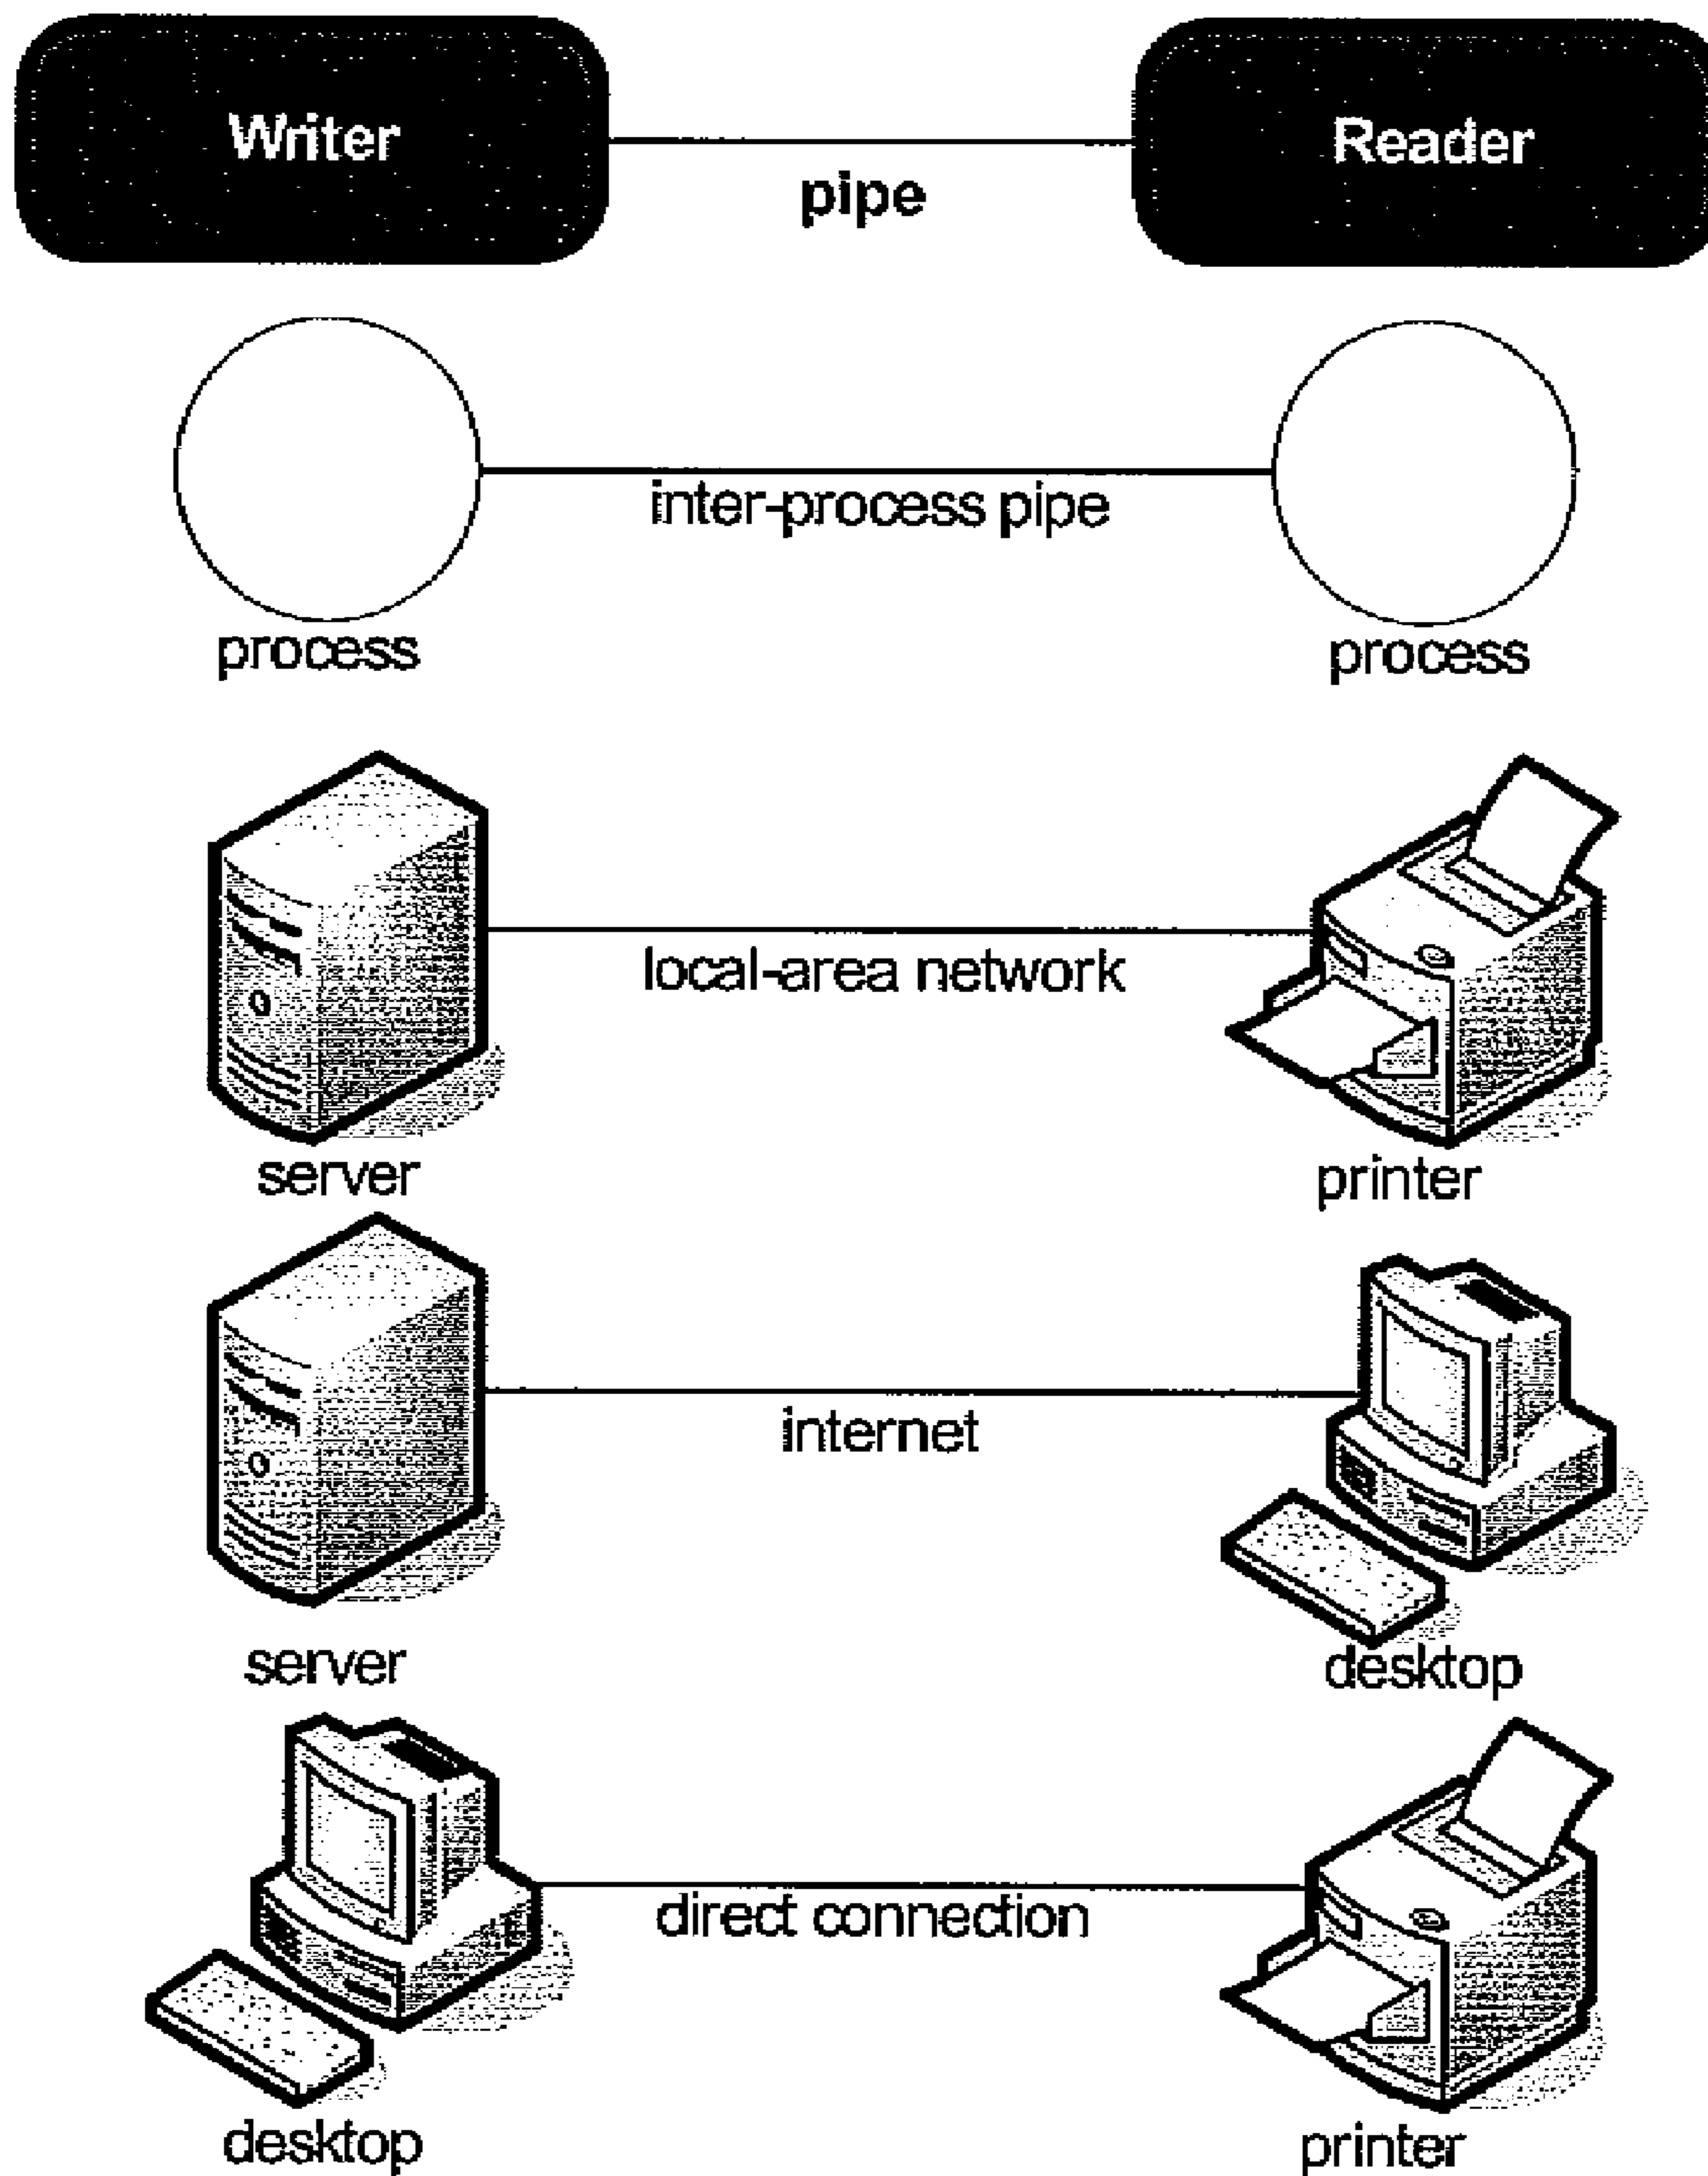 Writer
Reader
pipe
inter-process pipe
process
process
local-area network
server
printer
internet
server
desktop
direct connection
desktop
printer